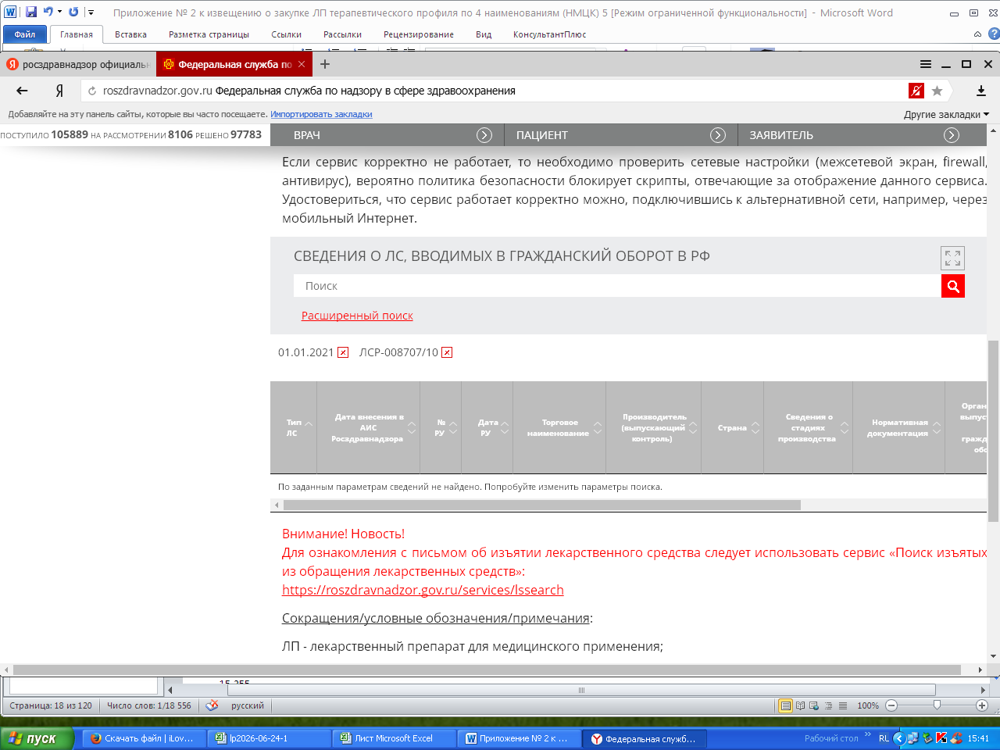 Приложение № 2 к извещению о закупке ЛП терапевтического профиля по 4 наименованиям (НМЦК) 5 [Режим ограниченной функциональности] - Microsoft Word
Файл Главная Вставка Разметка страницы Ссылки Рассылки Рецензирование Вид КонсультантПлюс
росздравнадзор официальн
Федеральная служба по
roszdravnadzor.gov.ru Федеральная служба по надзору в сфере здравоохранения
Добавляйте на эту панель сайты, которые вы часто посещаете. Импортировать закладки
Другие закладки
ПОСТУПИЛО 105889 НА РАССМОТРЕНИИ 8106 РЕШЕНО 97783
ВРАЧ ПАЦИЕНТ ЗАЯВИТЕЛЬ
Если сервис корректно не работает, то необходимо проверить сетевые настройки (межсетевой экран, firewall,
антивирус), вероятно политика безопасности блокирует скрипты, отвечающие за отображение данного сервиса.
Удостовериться, что сервис работает корректно можно, подключившись к альтернативной сети, например, через
мобильный Интернет.
СВЕДЕНИЯ О ЛС, ВВОДИМЫХ В ГРАЖДАНСКИЙ ОБОРОТ В РФ
Поиск
Расширенный поиск
01.01.2021 ЛСР-008707/10
Тип ЛС
Дата внесения в АИС Росздравнадзора
№ РУ
Дата РУ
Торговое наименование
Производитель (выпускающий контроль)
Страна
Сведения о стадиях производства
Нормативная документация
По заданным параметрам сведений не найдено. Попробуйте изменить параметры поиска.
Внимание! Новость!
Для ознакомления с письмом об изъятии лекарственного средства следует использовать сервис «Поиск изъятых
из обращения лекарственных средств»:
https://roszdravnadzor.gov.ru/services/lssearch
Сокращения/условные обозначения/примечания:
ЛП - лекарственный препарат для медицинского применения;
Страница: 18 из 120 Число слов: 1/18 556 русский 100%
пуск Скачать файл | iLov... lp2026-06-24-1 Лист Microsoft Excel Приложение № 2 к ... Федеральная служб... Рабочий стол » RL 15:41